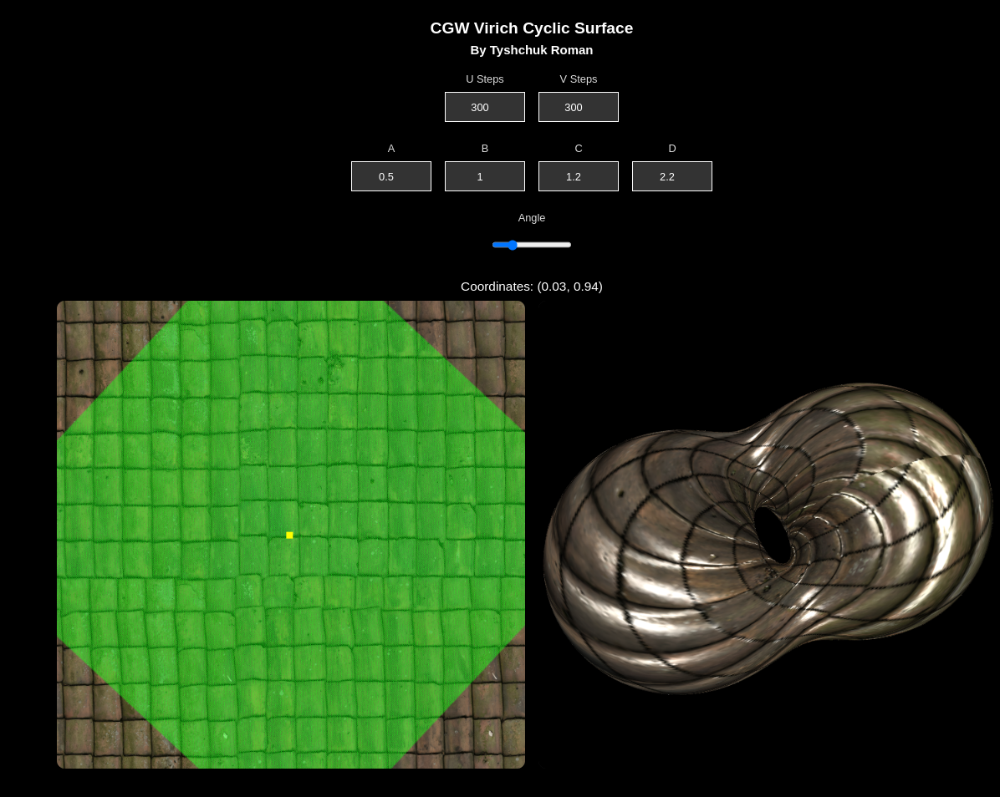 CGW Virich Cyclic Surface
By Tyshchuk Roman
U Steps V Steps
300 300
A B C D
0.5 1 1.2 2.2
Angle
Coordinates: (0.03, 0.94)